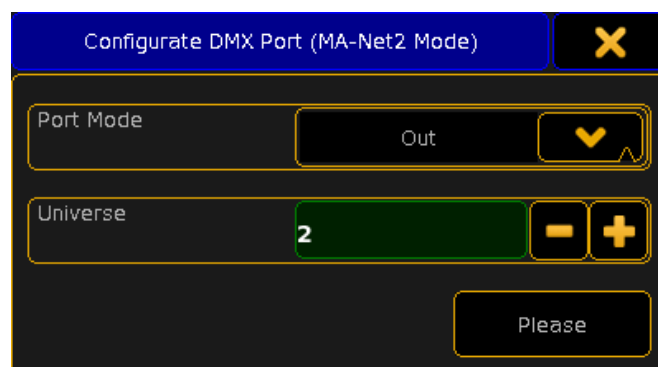 Configurate DMX Port (MA-Net2 Mode)
Port Mode
Out
Universe
2
Please